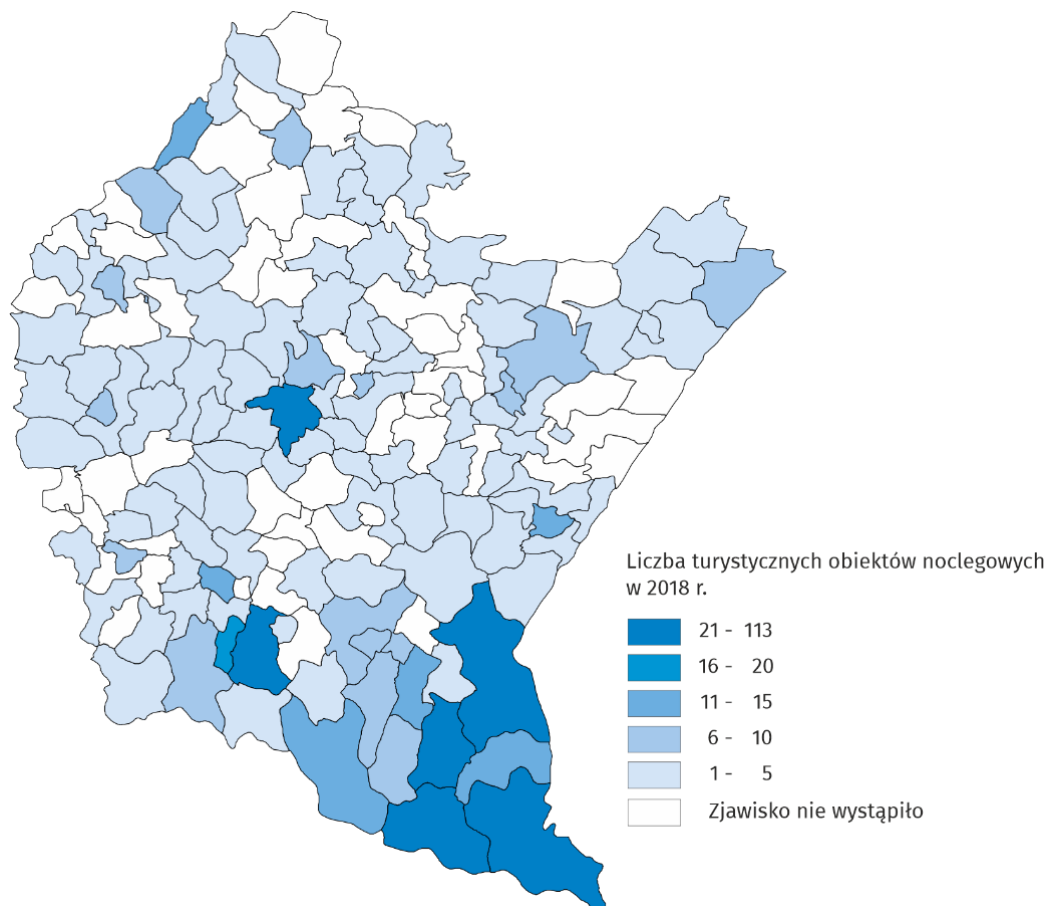 Liczba turystycznych obiektów noclegowych
w 2018 r.
21 - 113
16 - 20
11 - 15
6 - 10
1 - 5
Zjawisko nie wystąpiło